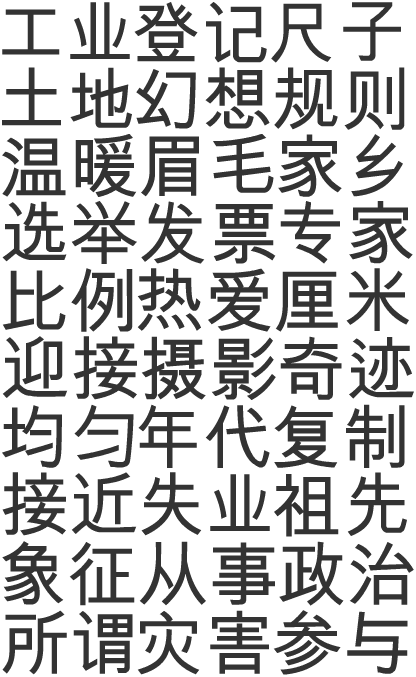 工业登记尺子
土地幻想规则
温暖眉毛家乡
选举发票专家
比例热爱厘米
迎接摄影奇迹
均匀年代复制
接近失业祖先
象征从事政治
所谓灾害参与